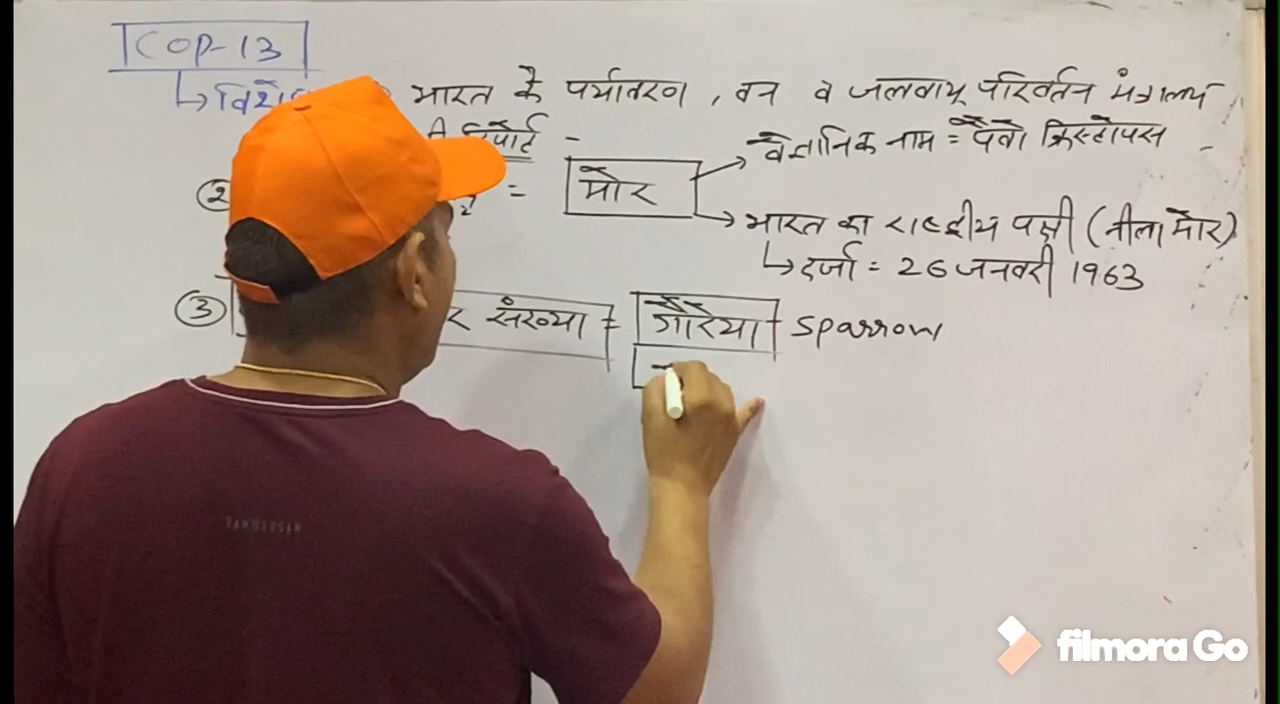 COP-13
भारत के पर्यावरण, वन व जलवायु परिवर्तन मंत्रालय
रिपोर्ट -
वैज्ञानिक नाम = पैवो क्रिस्टोपस
② = मोर
भारत का राष्ट्रीय पक्षी (नीला मोर)
दर्जा = 26 जनवरी 1963
③ संख्या = गौरैया - Sparrow
filmora Go